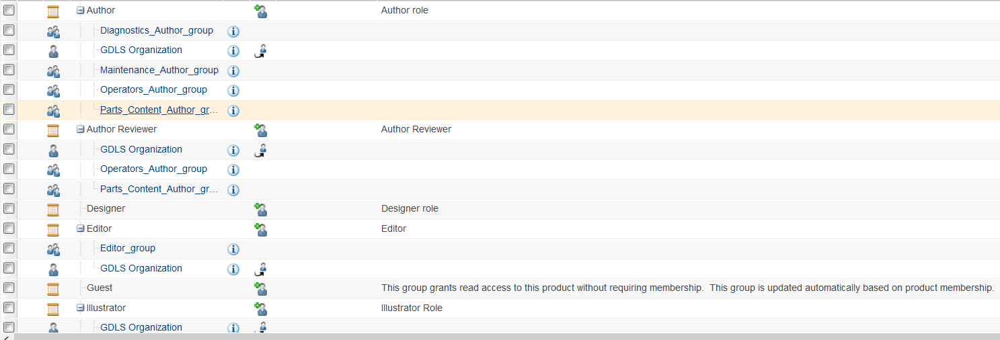 Author Author role
Diagnostics_Author_group
GDLS Organization
Maintenance_Author_group
Operators_Author_group
Parts_Content_Author_gr...
Author Reviewer Author Reviewer
GDLS Organization
Operators_Author_group
Parts_Content_Author_gr...
Designer Designer role
Editor Editor
Editor_group
GDLS Organization
Guest This group grants read access to this product without requiring membership.  This group is updated automatically based on product membership.
Illustrator Illustrator Role
GDLS Organization